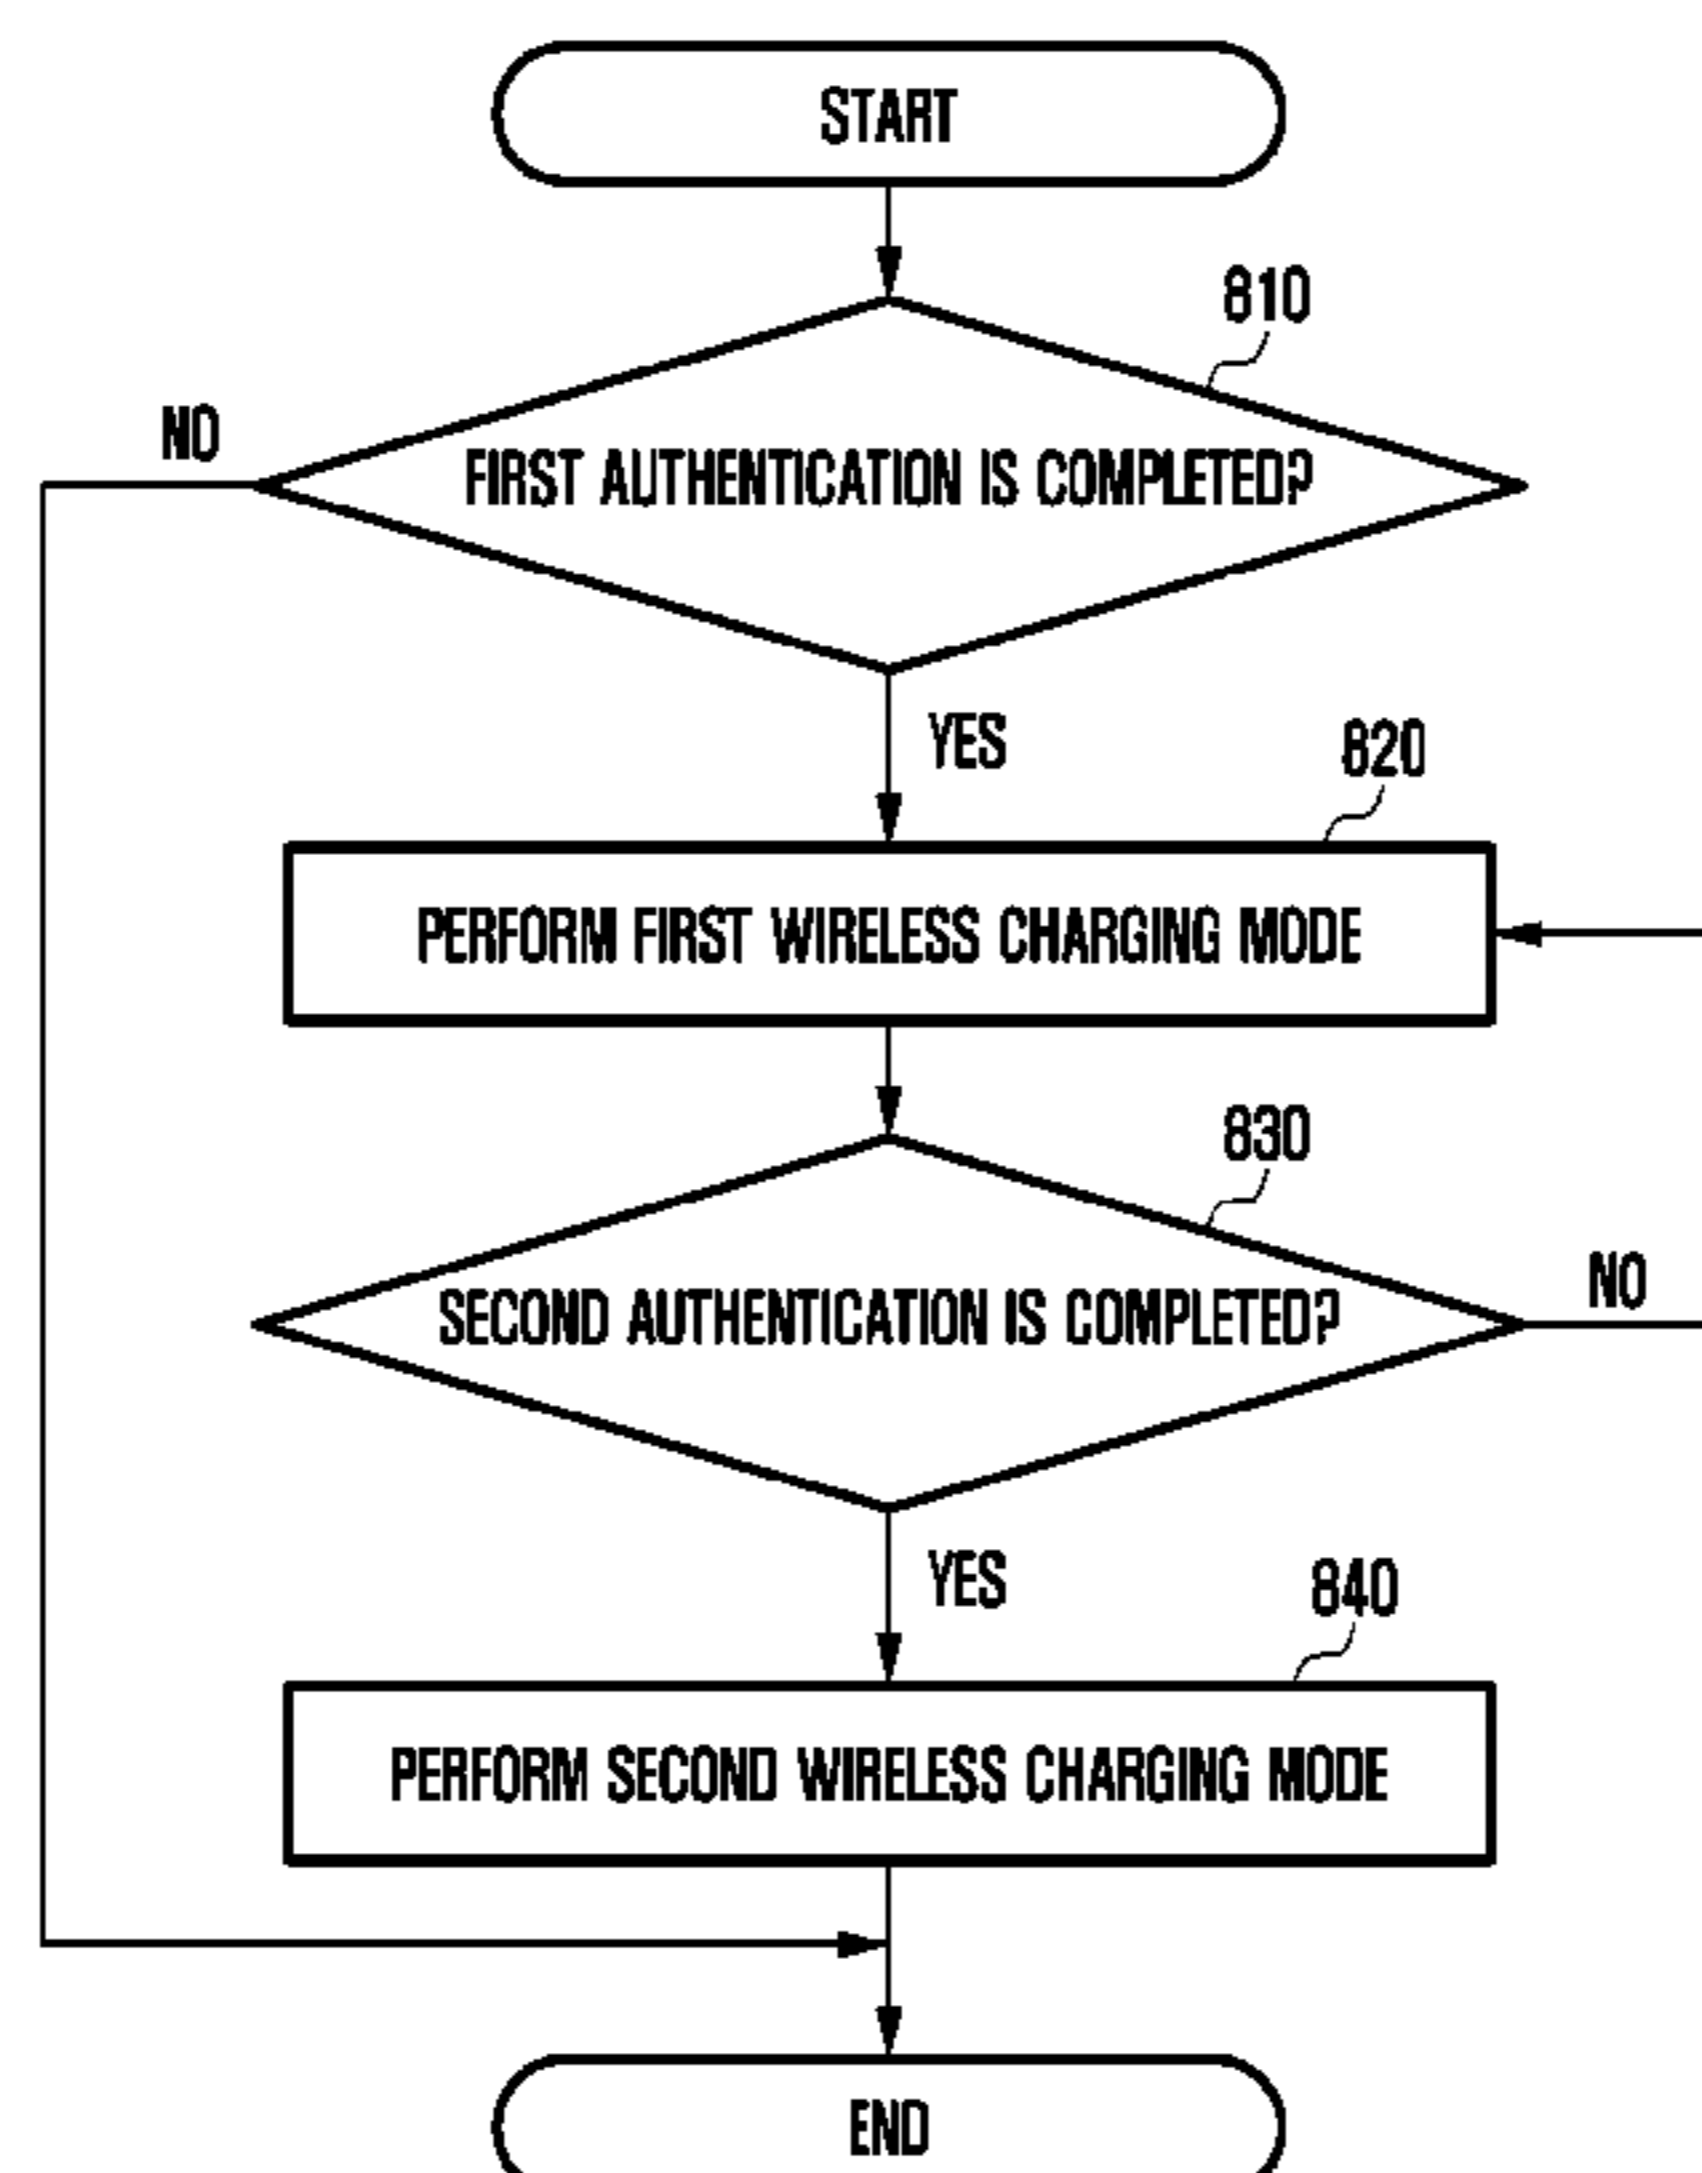 START
810
NO
FIRST AUTHENTICATION IS COMPLETED?
YES
820
PERFORM FIRST WIRELESS CHARGING MODE
830
NO
SECOND AUTHENTICATION IS COMPLETED?
YES
840
PERFORM SECOND WIRELESS CHARGING MODE
END